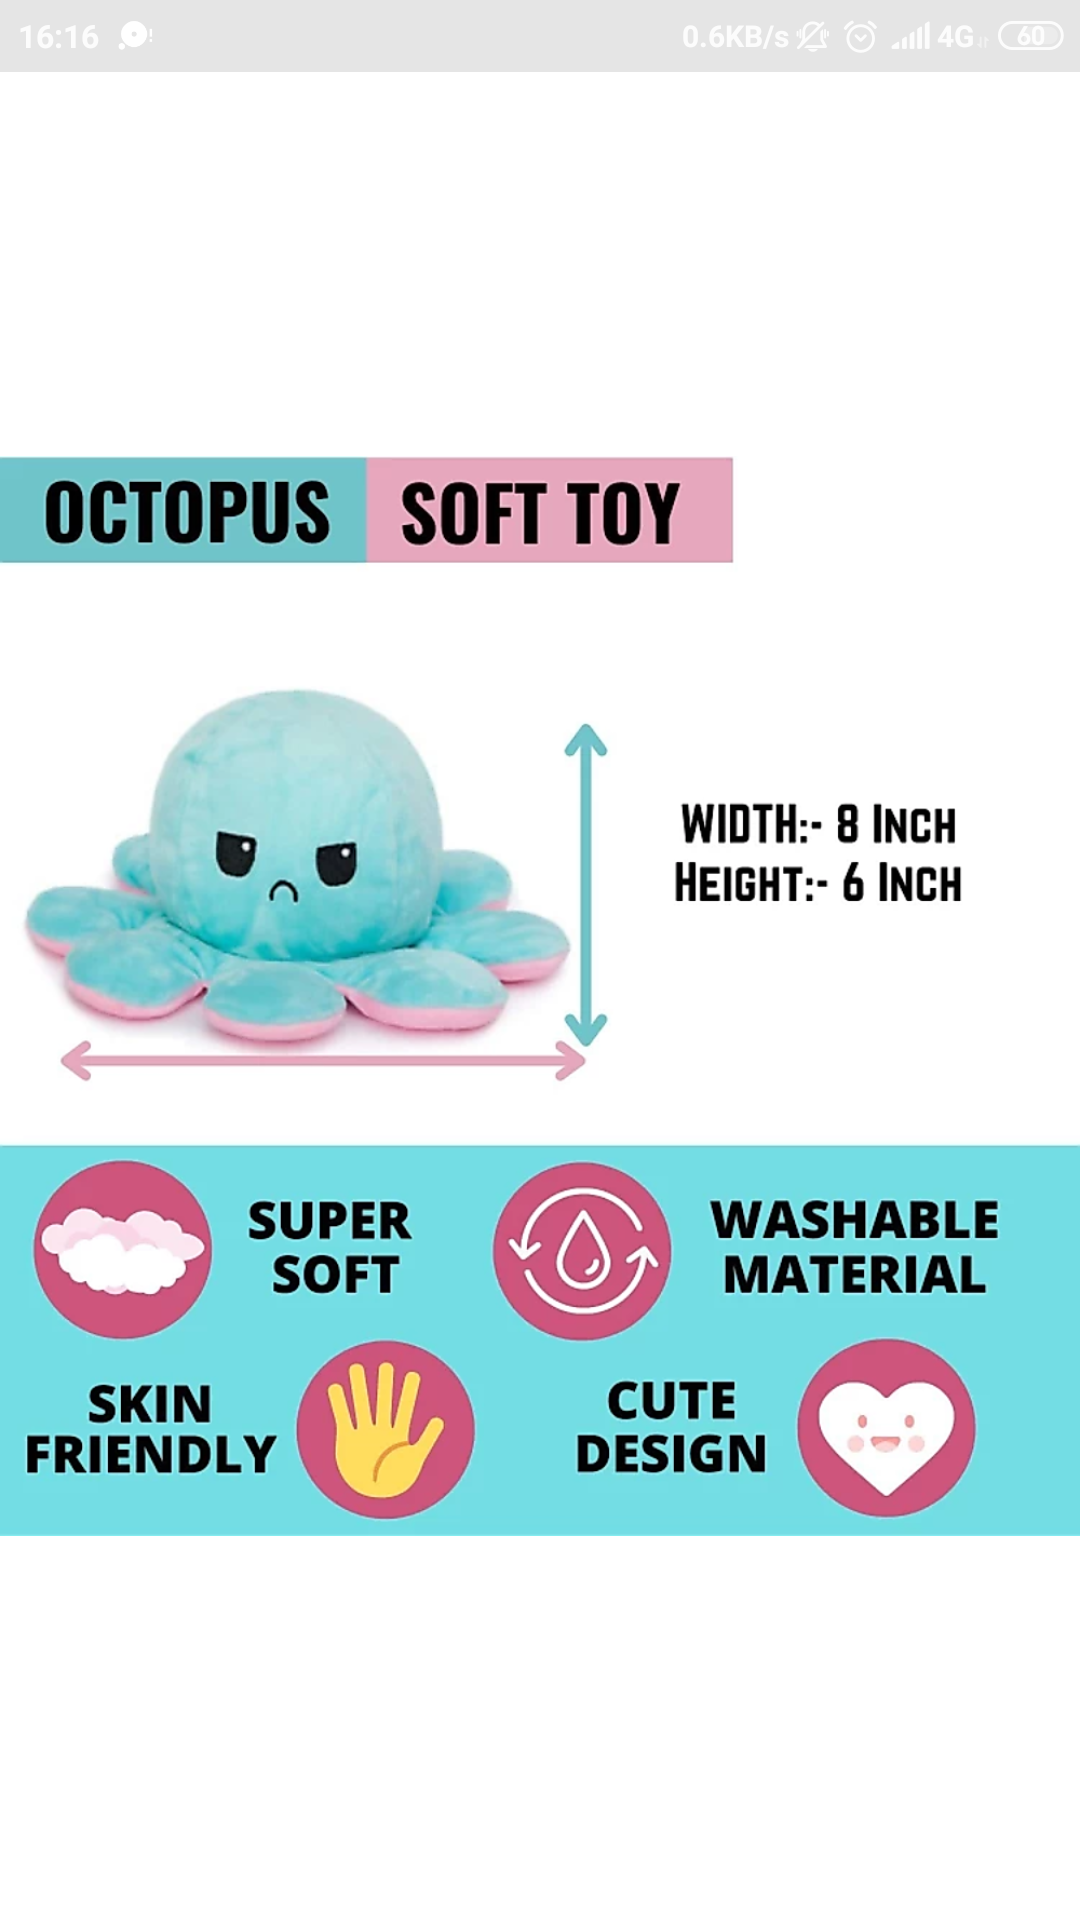 16:16 0.6KB/s 4G 60
OCTOPUS SOFT TOY
WIDTH:- 8 INCH
HEIGHT:- 6 INCH
SUPER
SOFT
WASHABLE
MATERIAL
SKIN
FRIENDLY
CUTE
DESIGN